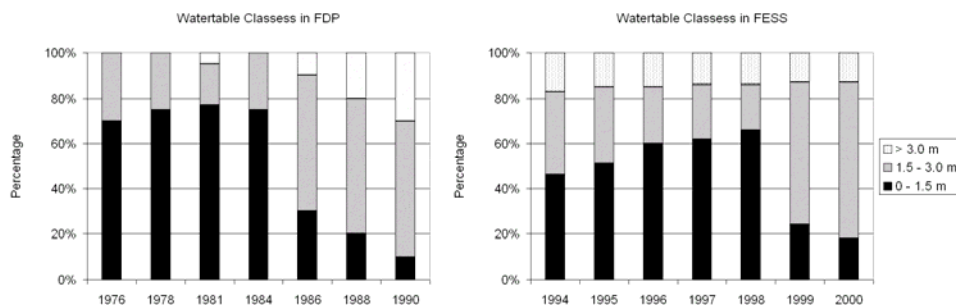 Watertable Classess in FDP
Percentage
100%
80%
60%
40%
20%
0%
1976 1978 1981 1984 1986 1988 1990
Watertable Classess in FESS
Percentage
100%
80%
60%
40%
20%
0%
1994 1995 1996 1997 1998 1999 2000
> 3.0 m
1.5 - 3.0 m
0 - 1.5 m